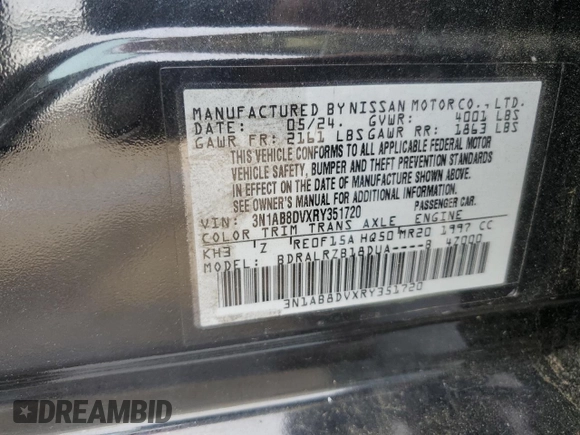 MANUFACTURED BY NISSAN MOTOR CO., LTD.
DATE: 05/24. GVWR: 4001 LBS
GAWR FR: 2161 LBS GAWR RR: 1863 LBS
THIS VEHICLE CONFORMS TO ALL APPLICABLE FEDERAL MOTOR
VEHICLE SAFETY, BUMPER AND THEFT PREVENTION STANDARDS
IN EFFECT ON THE DATE OF MANUFACTURE SHOWN ABOVE.
SEE OWNER'S MANUAL FOR ADDITIONAL INFORMATION.
VIN: 3N1AB8DVXRY351720 PASSENGER CAR.
COLOR TRIM TRANS AXLE ENGINE
KH3 Z RE0F15A HQ50 MR20 1997 CC
MODEL: BDRALRZB18DUA----B 4Z000
3N1AB8DVXRY351720
DREAMBID